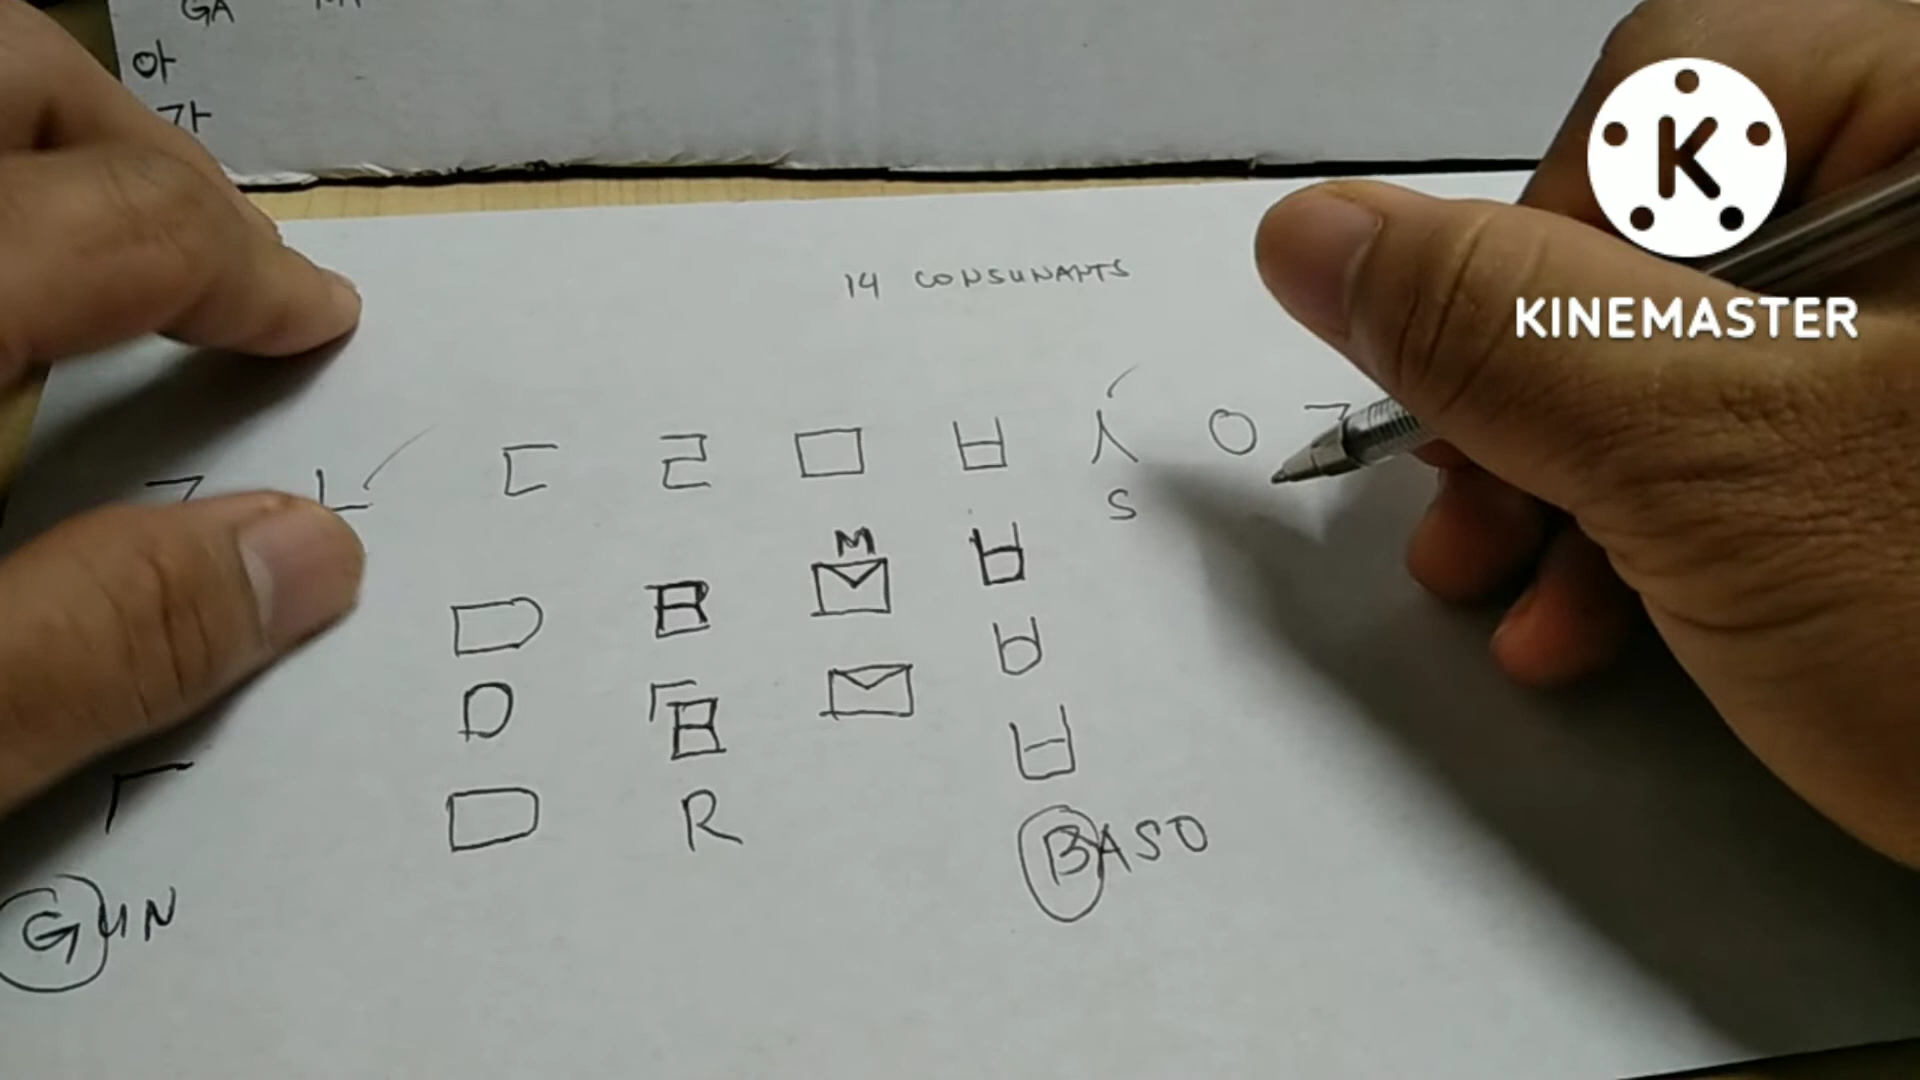 GA
아
가
14 CONSUNANTS
ㄱ ㄴ ㄷ ㄹ ㅁ ㅂ ㅅ ㅇ
S
M
R
GUN
BASO
K
KINEMASTER